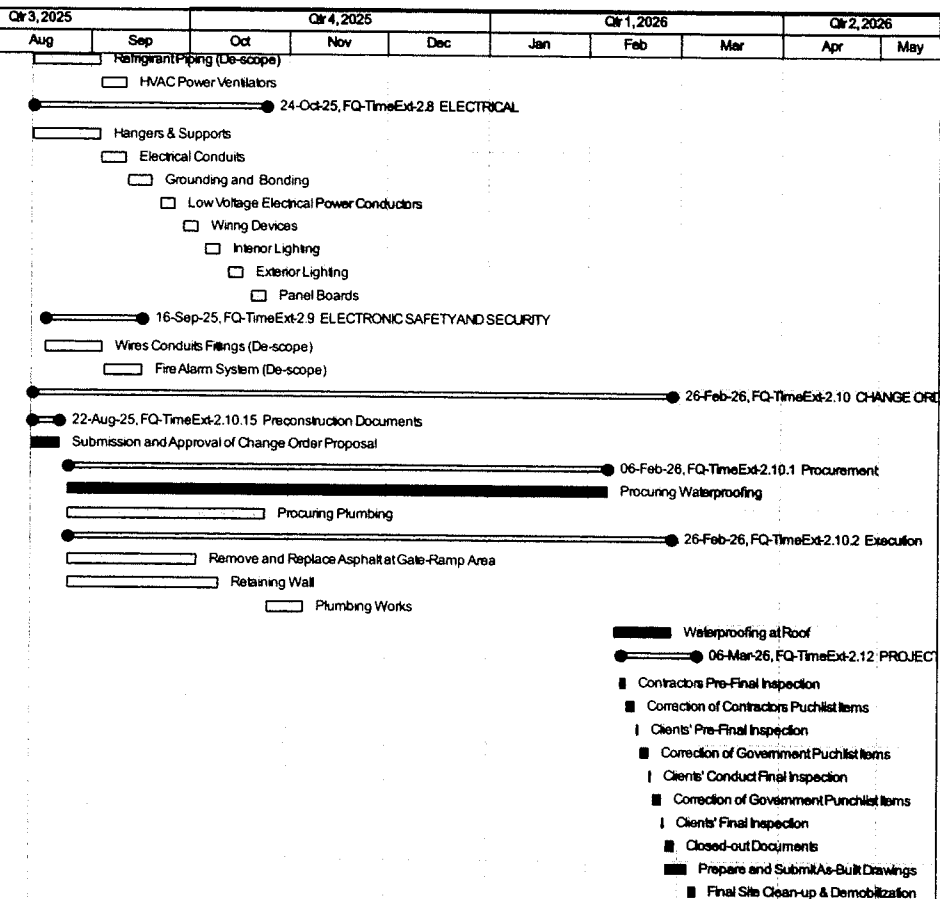 Qtr 3, 2025 Qtr 4, 2025 Qtr 1, 2026 Qtr 2, 2026
Aug Sep Oct Nov Dec Jan Feb Mar Apr May
Refrigirant Piping (De-scope)
HVAC Power Ventilators
24-Oct-25, FQ-TimeExt-2.8 ELECTRICAL
Hangers & Supports
Electrical Conduits
Grounding and Bonding
Low Voltage Electrical Power Conductors
Wiring Devices
Interior Lighting
Exterior Lighting
Panel Boards
16-Sep-25, FQ-TimeExt-2.9 ELECTRONIC SAFETY AND SECURITY
Wires Conduits Fittings (De-scope)
Fire Alarm System (De-scope)
26-Feb-26, FQ-TimeExt-2.10 CHANGE ORD
22-Aug-25, FQ-TimeExt-2.10.15 Preconstruction Documents
Submission and Approval of Change Order Proposal
06-Feb-26, FQ-TimeExt-2.10.1 Procurement
Procuring Waterproofing
Procuring Plumbing
26-Feb-26, FQ-TimeExt-2.10.2 Execution
Remove and Replace Asphalt at Gate-Ramp Area
Retaining Wall
Plumbing Works
Waterproofing at Roof
06-Mar-26, FQ-TimeExt-2.12 PROJECT
Contractors Pre-Final Inspection
Correction of Contractors Puchlist Items
Clients' Pre-Final Inspection
Correction of Government Puchlist Items
Clients' Conduct Final Inspection
Correction of Government Punchlist Items
Clients' Final Inspection
Closed-out Documents
Prepare and Submit As-Built Drawings
Final Site Clean-up & Demobilization